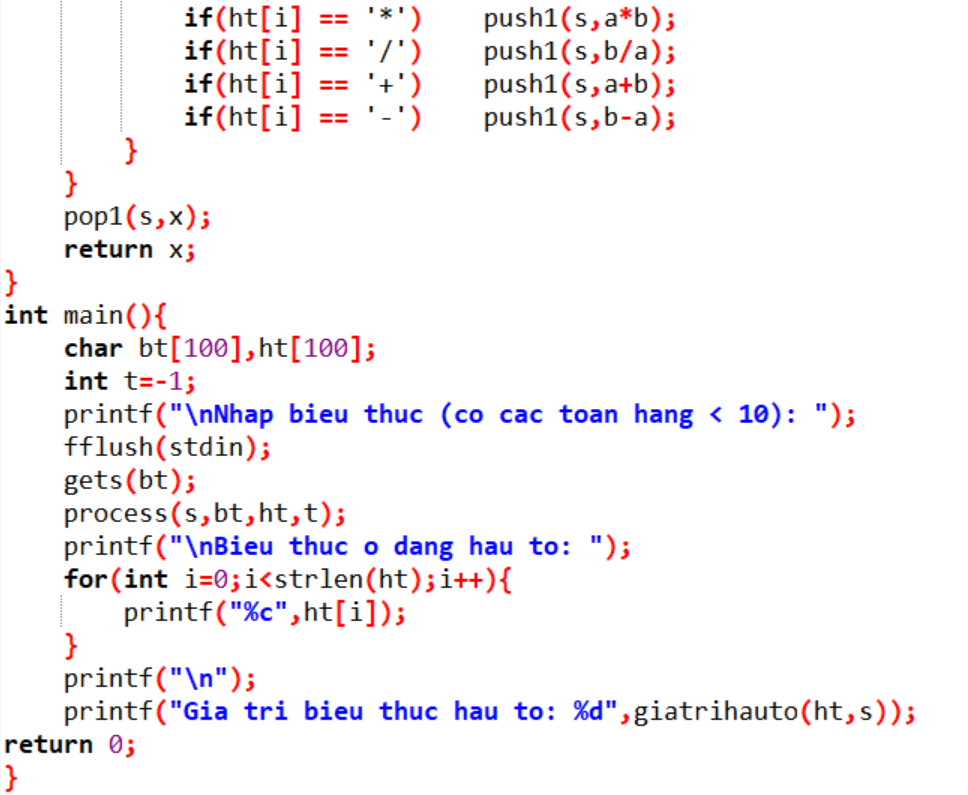 if(ht[i] == '*')    push1(s,a*b);
if(ht[i] == '/')    push1(s,b/a);
if(ht[i] == '+')    push1(s,a+b);
if(ht[i] == '-')    push1(s,b-a);
}
}
pop1(s,x);
return x;
}
int main(){
char bt[100],ht[100];
int t=-1;
printf("\nNhap bieu thuc (co cac toan hang < 10): ");
fflush(stdin);
gets(bt);
process(s,bt,ht,t);
printf("\nBieu thuc o dang hau to: ");
for(int i=0;i<strlen(ht);i++){
printf("%c",ht[i]);
}
printf("\n");
printf("Gia tri bieu thuc hau to: %d",giatrihauto(ht,s));
return 0;
}